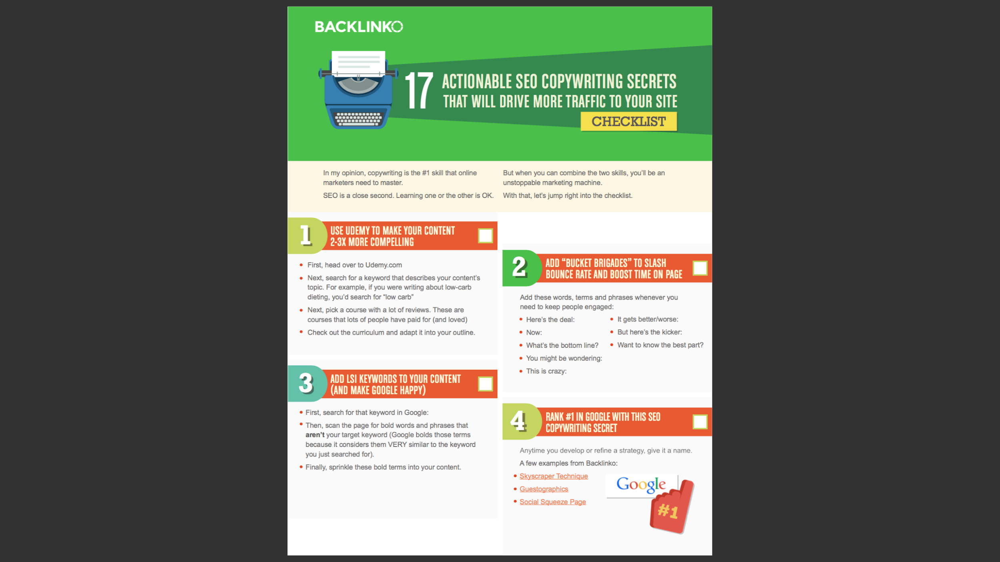 BACKLINKO
17 ACTIONABLE SEO COPYWRITING SECRETS
THAT WILL DRIVE MORE TRAFFIC TO YOUR SITE
CHECKLIST
In my opinion, copywriting is the #1 skill that online
marketers need to master.
SEO is a close second. Learning one or the other is OK.
But when you can combine the two skills, you'll be an
unstoppable marketing machine.
With that, let's jump right into the checklist.
1
USE UDEMY TO MAKE YOUR CONTENT
2-3X MORE COMPELLING
• First, head over to Udemy.com
• Next, search for a keyword that describes your content's
topic. For example, if you were writing about low-carb
dieting, you'd search for “low carb”
• Next, pick a course with a lot of reviews. These are
courses that lots of people have paid for (and loved)
• Check out the curriculum and adapt it into your outline.
2
ADD “BUCKET BRIGADES” TO SLASH
BOUNCE RATE AND BOOST TIME ON PAGE
Add these words, terms and phrases whenever you
need to keep people engaged:
• Here's the deal:
• Now:
• What's the bottom line?
• You might be wondering:
• This is crazy:
• It gets better/worse:
• But here's the kicker:
• Want to know the best part?
3
ADD LSI KEYWORDS TO YOUR CONTENT
(AND MAKE GOOGLE HAPPY)
• First, search for that keyword in Google:
• Then, scan the page for bold words and phrases that
aren't your target keyword (Google bolds those terms
because it considers them VERY similar to the keyword
you just searched for).
• Finally, sprinkle these bold terms into your content.
4
RANK #1 IN GOOGLE WITH THIS SEO
COPYWRITING SECRET
Anytime you develop or refine a strategy, give it a name.
A few examples from Backlinko:
• Skyscraper Technique
• Guestographics
• Social Squeeze Page
Google
#1